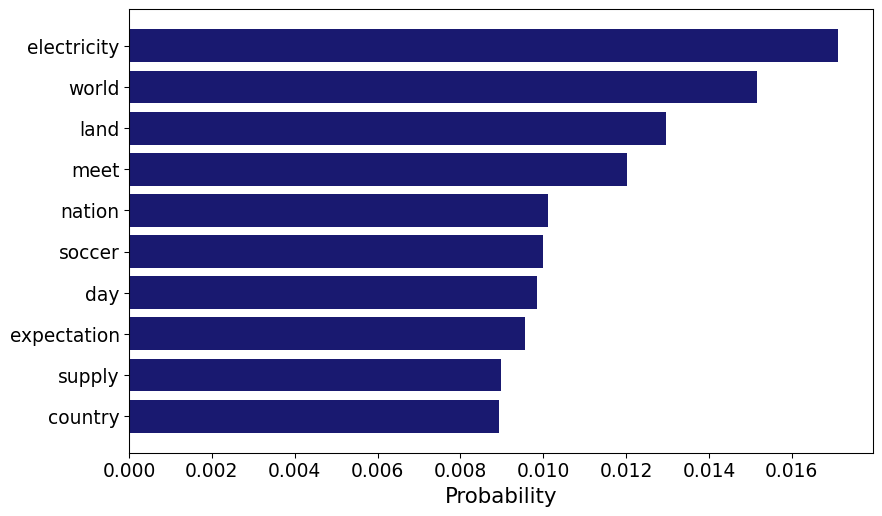 electricity
world
land
meet
nation
soccer
day
expectation
supply
country
0.000 0.002 0.004 0.006 0.008 0.010 0.012 0.014 0.016
Probability